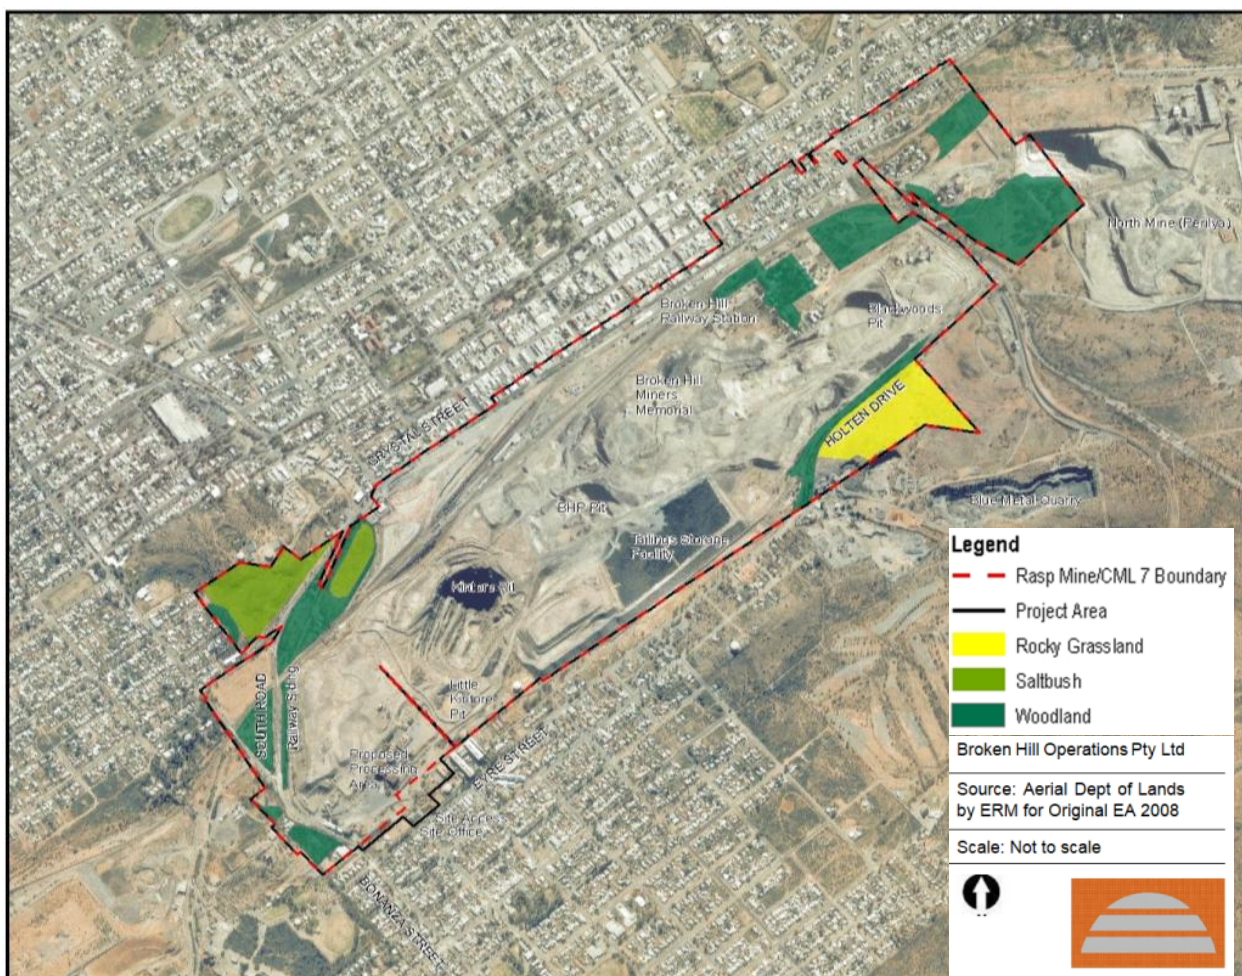 North Mine (Perilya)
Broken Hill
Railway Station
Blackwoods
Pit
Broken Hill
Miners
Memorial
HOLTEN DRIVE
CRYSTAL STREET
BHP Pit
Tailings Storage
Facility
Blue Metal Quarry
Kintore Pit
Little
Kintore
Pit
SOUTH ROAD
Railway Siding
Proposed
Processing
Area
EYRE STREET
Site Access
Site Office
BONANZA STREET
Legend
Rasp Mine/CML 7 Boundary
Project Area
Rocky Grassland
Saltbush
Woodland
Broken Hill Operations Pty Ltd
Source: Aerial Dept of Lands
by ERM for Original EA 2008
Scale: Not to scale